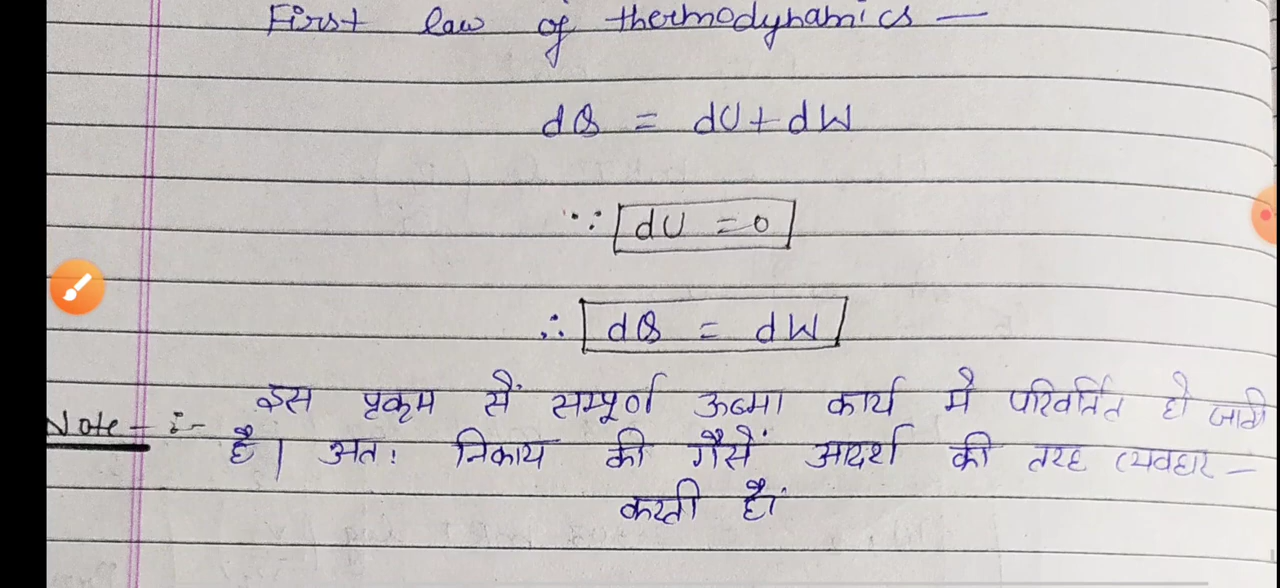 First law of thermodynamics —
dQ = dU + dW
∵ dU = 0
∴ dQ = dW
इस प्रक्रम सें सम्पूर्ण ऊष्मा कार्य मे परिवर्तित हो जाती
Note :-
है। अतः निकाय की गैसें आदर्श की तरह व्यवहार -
करती हैं।